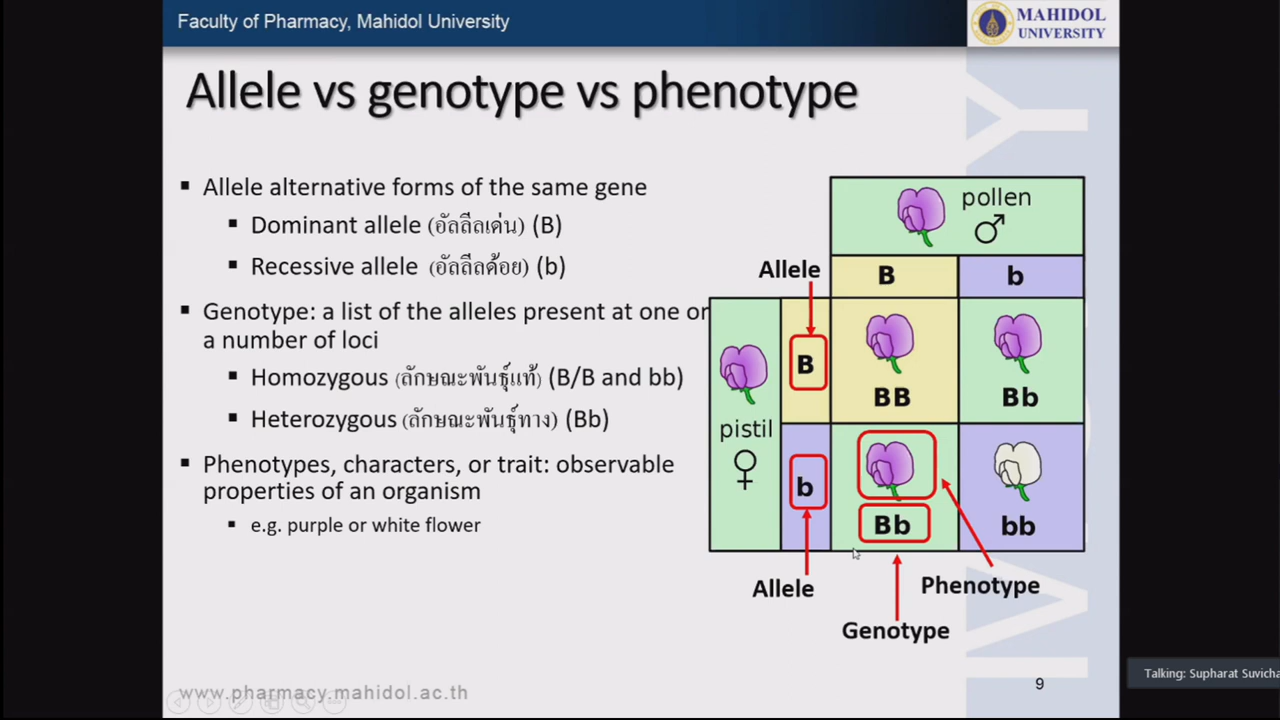 Faculty of Pharmacy, Mahidol University
MAHIDOL
UNIVERSITY
Allele vs genotype vs phenotype
▪ Allele alternative forms of the same gene
▪ Dominant allele (อัลลีลเด่น) (B)
▪ Recessive allele (อัลลีลด้อย) (b)
▪ Genotype: a list of the alleles present at one or
a number of loci
▪ Homozygous (ลักษณะพันธุ์แท้) (B/B and bb)
▪ Heterozygous (ลักษณะพันธุ์ทาง) (Bb)
▪ Phenotypes, characters, or trait: observable
properties of an organism
▪ e.g. purple or white flower
pollen
♂
Allele
B
b
pistil
♀
B
BB
Bb
b
Bb
bb
Allele
Phenotype
Genotype
www.pharmacy.mahidol.ac.th
9
Talking: Supharat